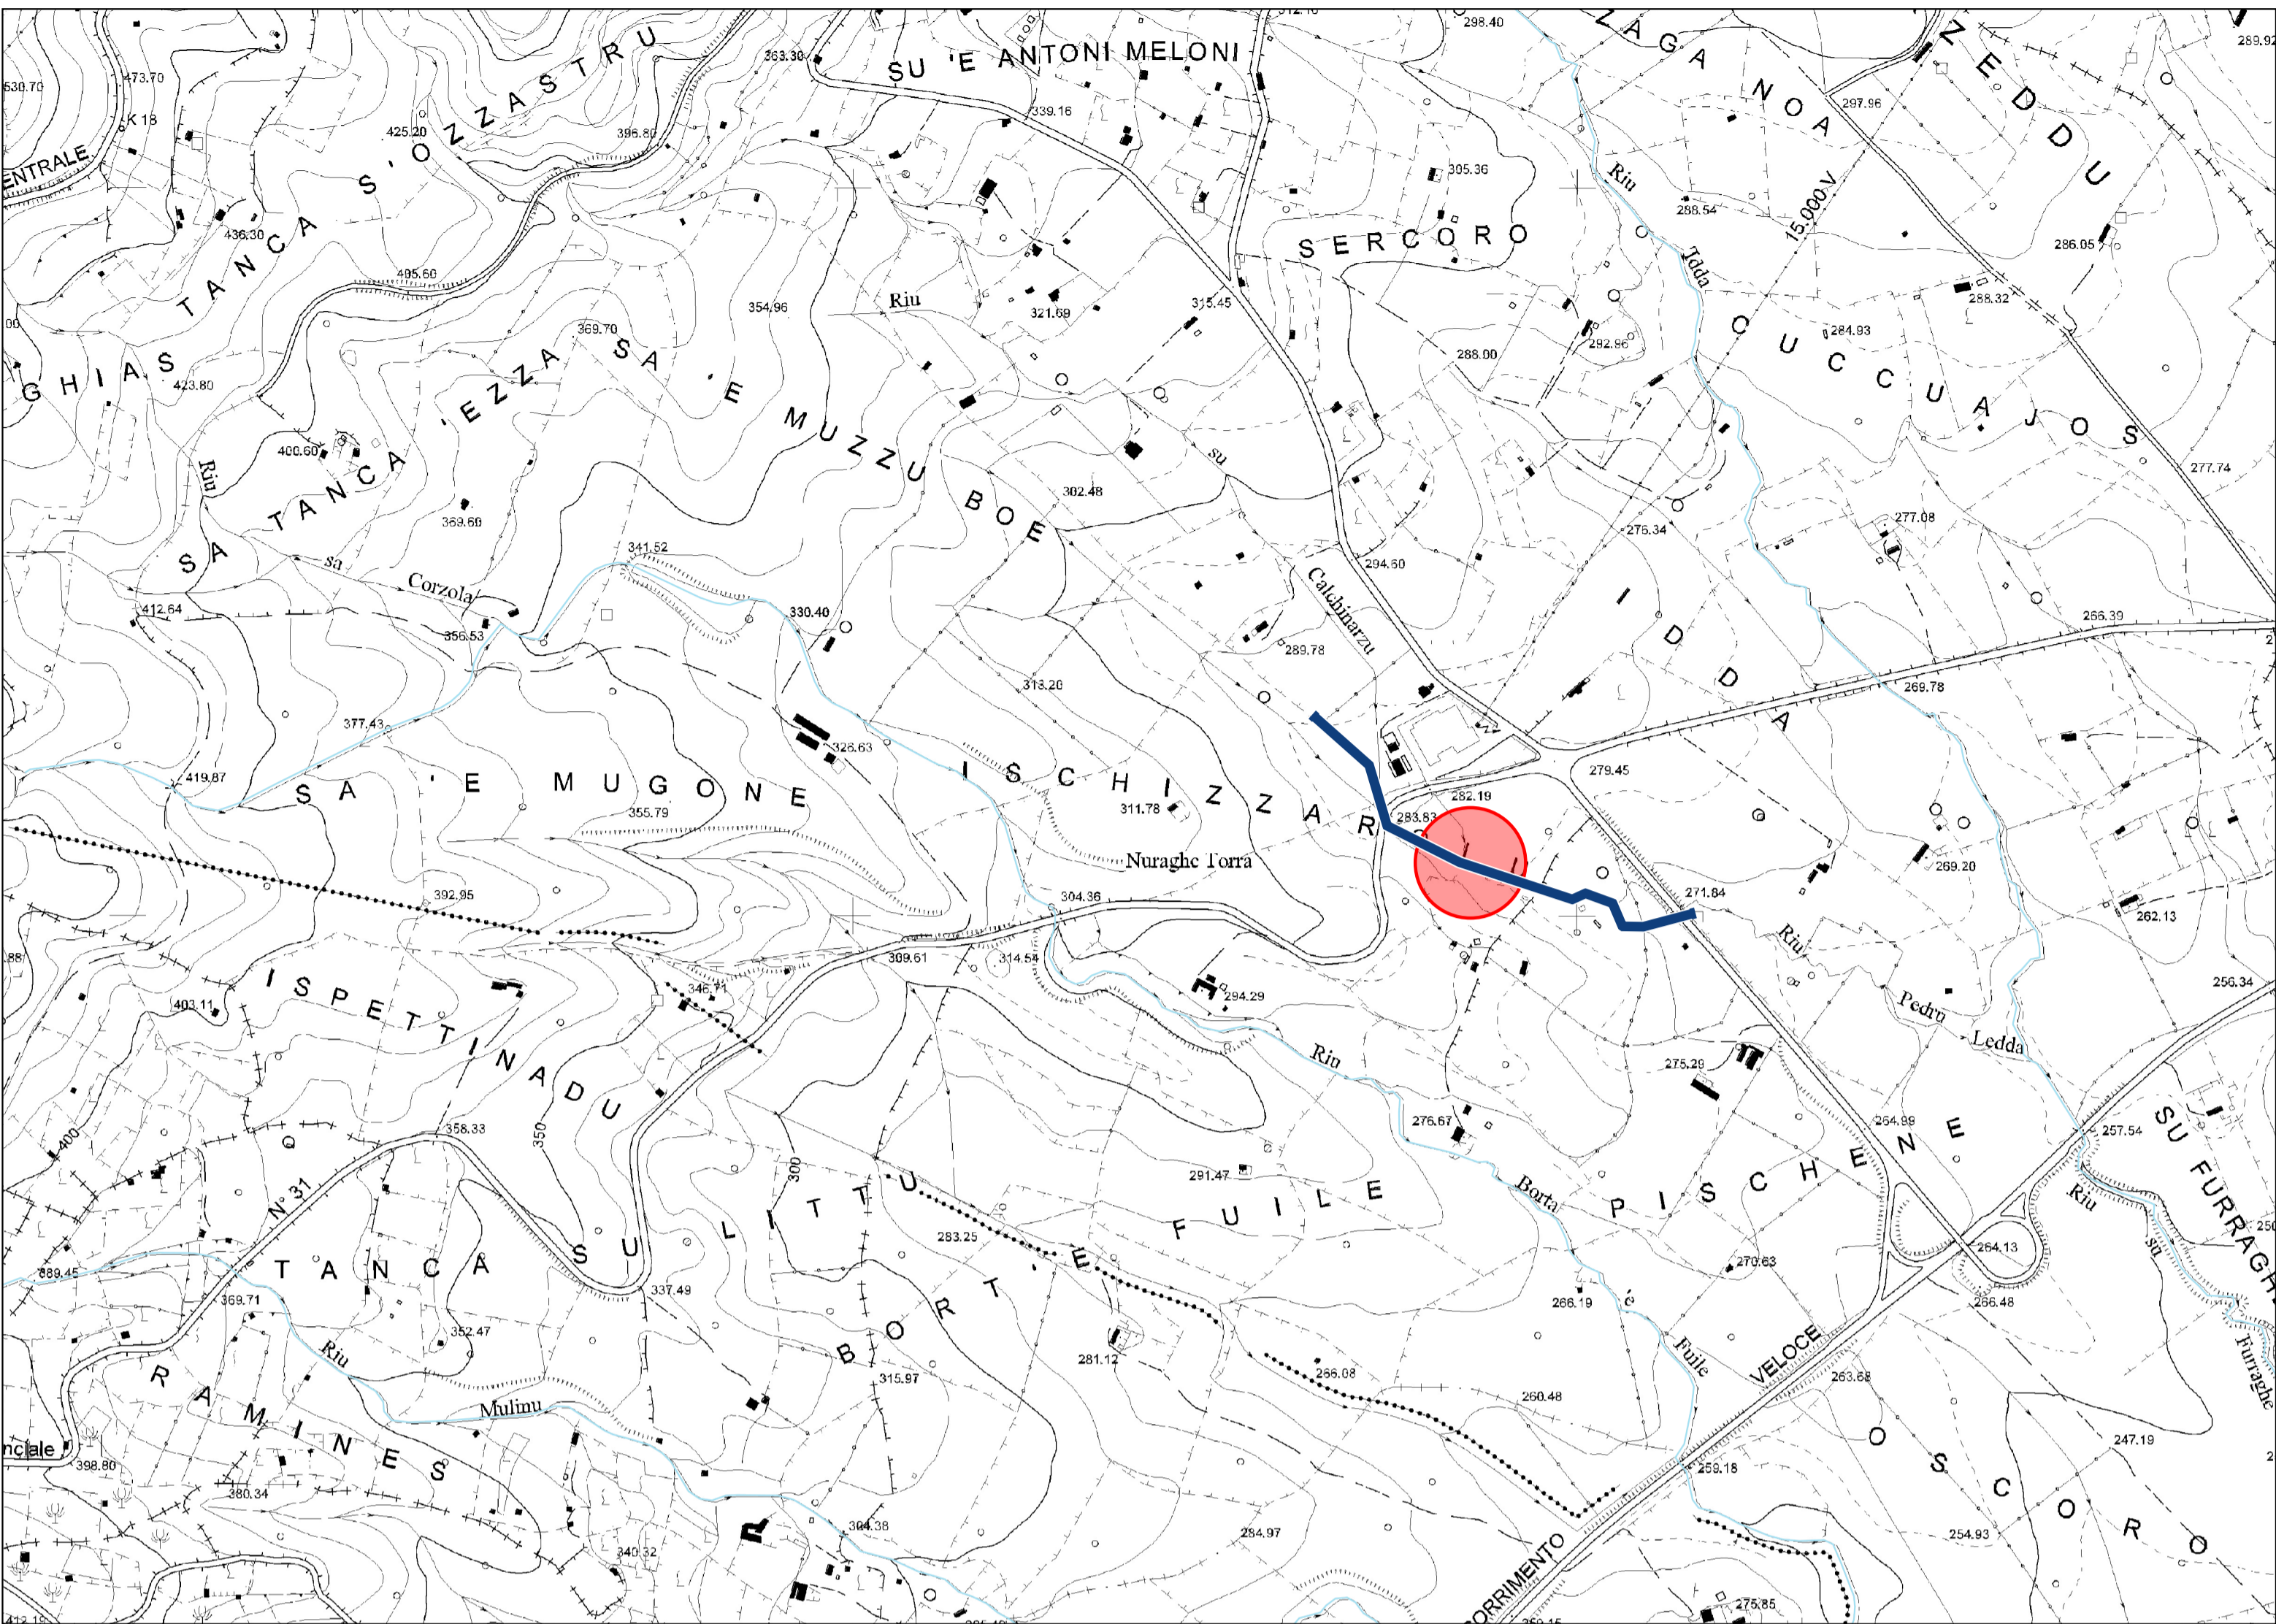 SU 'E ANTONI MELONI
312.10
298.40
ZAGA NOA
ZEDDU
289.92
530.70
473.70
K 18
ENTRALE
363.30
339.16
297.96
425.20
396.80
TANCA S'OZZASTRU
305.36
Riu
288.54
15.000 V
436.30
SERCORO
286.05
Idda
405.60
354.96
Riu
321.69
315.45
288.32
369.70
288.00
292.96
284.93
CUCCUAJOS
GHIAS
423.80
SA TANCA 'EZZA
SA 'E MUZZU BOE
400.60
Riu
su
277.74
369.60
302.48
276.34
277.08
341.52
294.60
sa
Corzola
Calchinarzu
IDDA
412.64
356.53
330.40
289.78
266.39
313.20
269.78
377.43
326.63
279.45
419.87
SA 'E MUGONE
ISCHIZZARO
355.79
311.78
282.19
283.83
Nuraghe Torra
269.20
392.95
304.36
271.84
262.13
Riu
309.61
314.54
256.34
ISPETTINADU
403.11
346.71
294.29
Pedru
Ledda
Riu
275.29
400
358.33
350
276.67
264.99
257.54
SU FURRAGHE
N° 31
300
291.47
Borta
PISCHENE
Riu
su
Furraghe
TANCA SU LITTU
283.25
BORT'E FUILE
264.13
389.45
270.63
369.71
337.49
266.19
é
266.48
352.47
Riu
281.12
Fuile
VELOCE
RAMINES
315.97
266.08
263.68
Mulinu
260.48
OSCORO
247.19
nciale
398.80
259.18
380.34
304.38
284.97
254.93
340.32
SCORRIMENTO
275.85
412.19